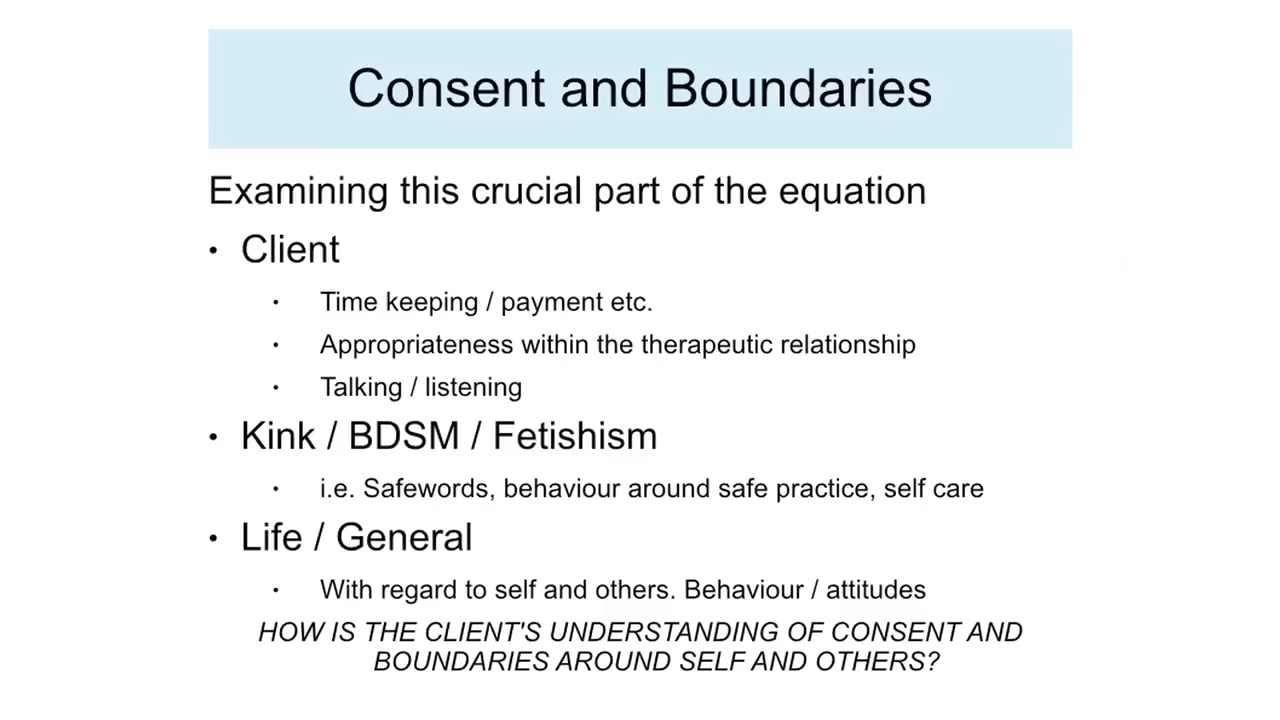 Consent and Boundaries
Examining this crucial part of the equation
• Client
• Time keeping / payment etc.
• Appropriateness within the therapeutic relationship
• Talking / listening
• Kink / BDSM / Fetishism
• i.e. Safewords, behaviour around safe practice, self care
• Life / General
• With regard to self and others. Behaviour / attitudes
HOW IS THE CLIENT'S UNDERSTANDING OF CONSENT AND
BOUNDARIES AROUND SELF AND OTHERS?